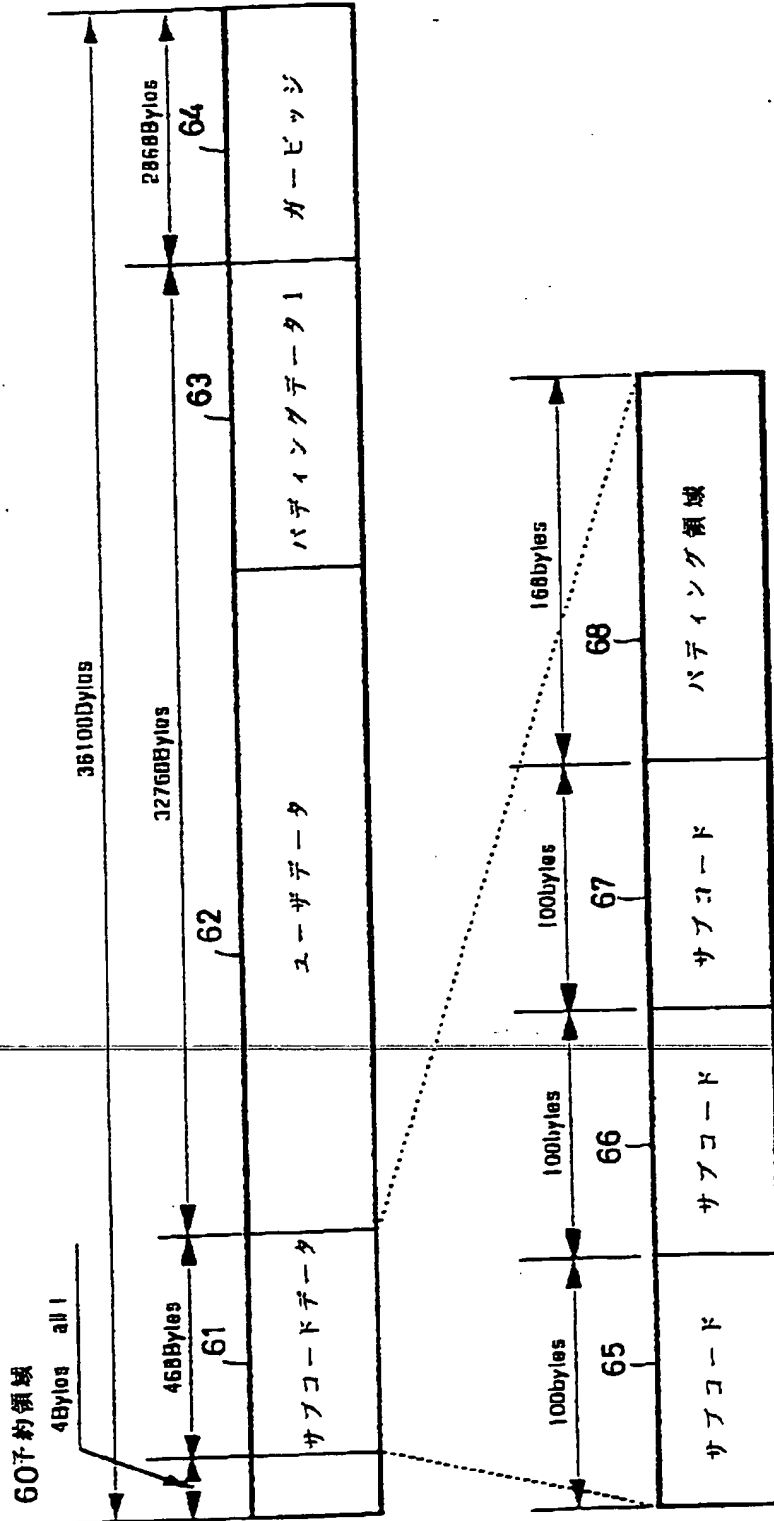 36100Bytes
60予約領域
4Bytes all 1
468Bytes
32760Bytes
2868Bytes
61
62
63
64
サブコードデータ
ユーザデータ
パディングデータ1
ガービッジ
100bytes
100bytes
100bytes
168bytes
65
66
67
68
サブコード
サブコード
サブコード
パディング領域